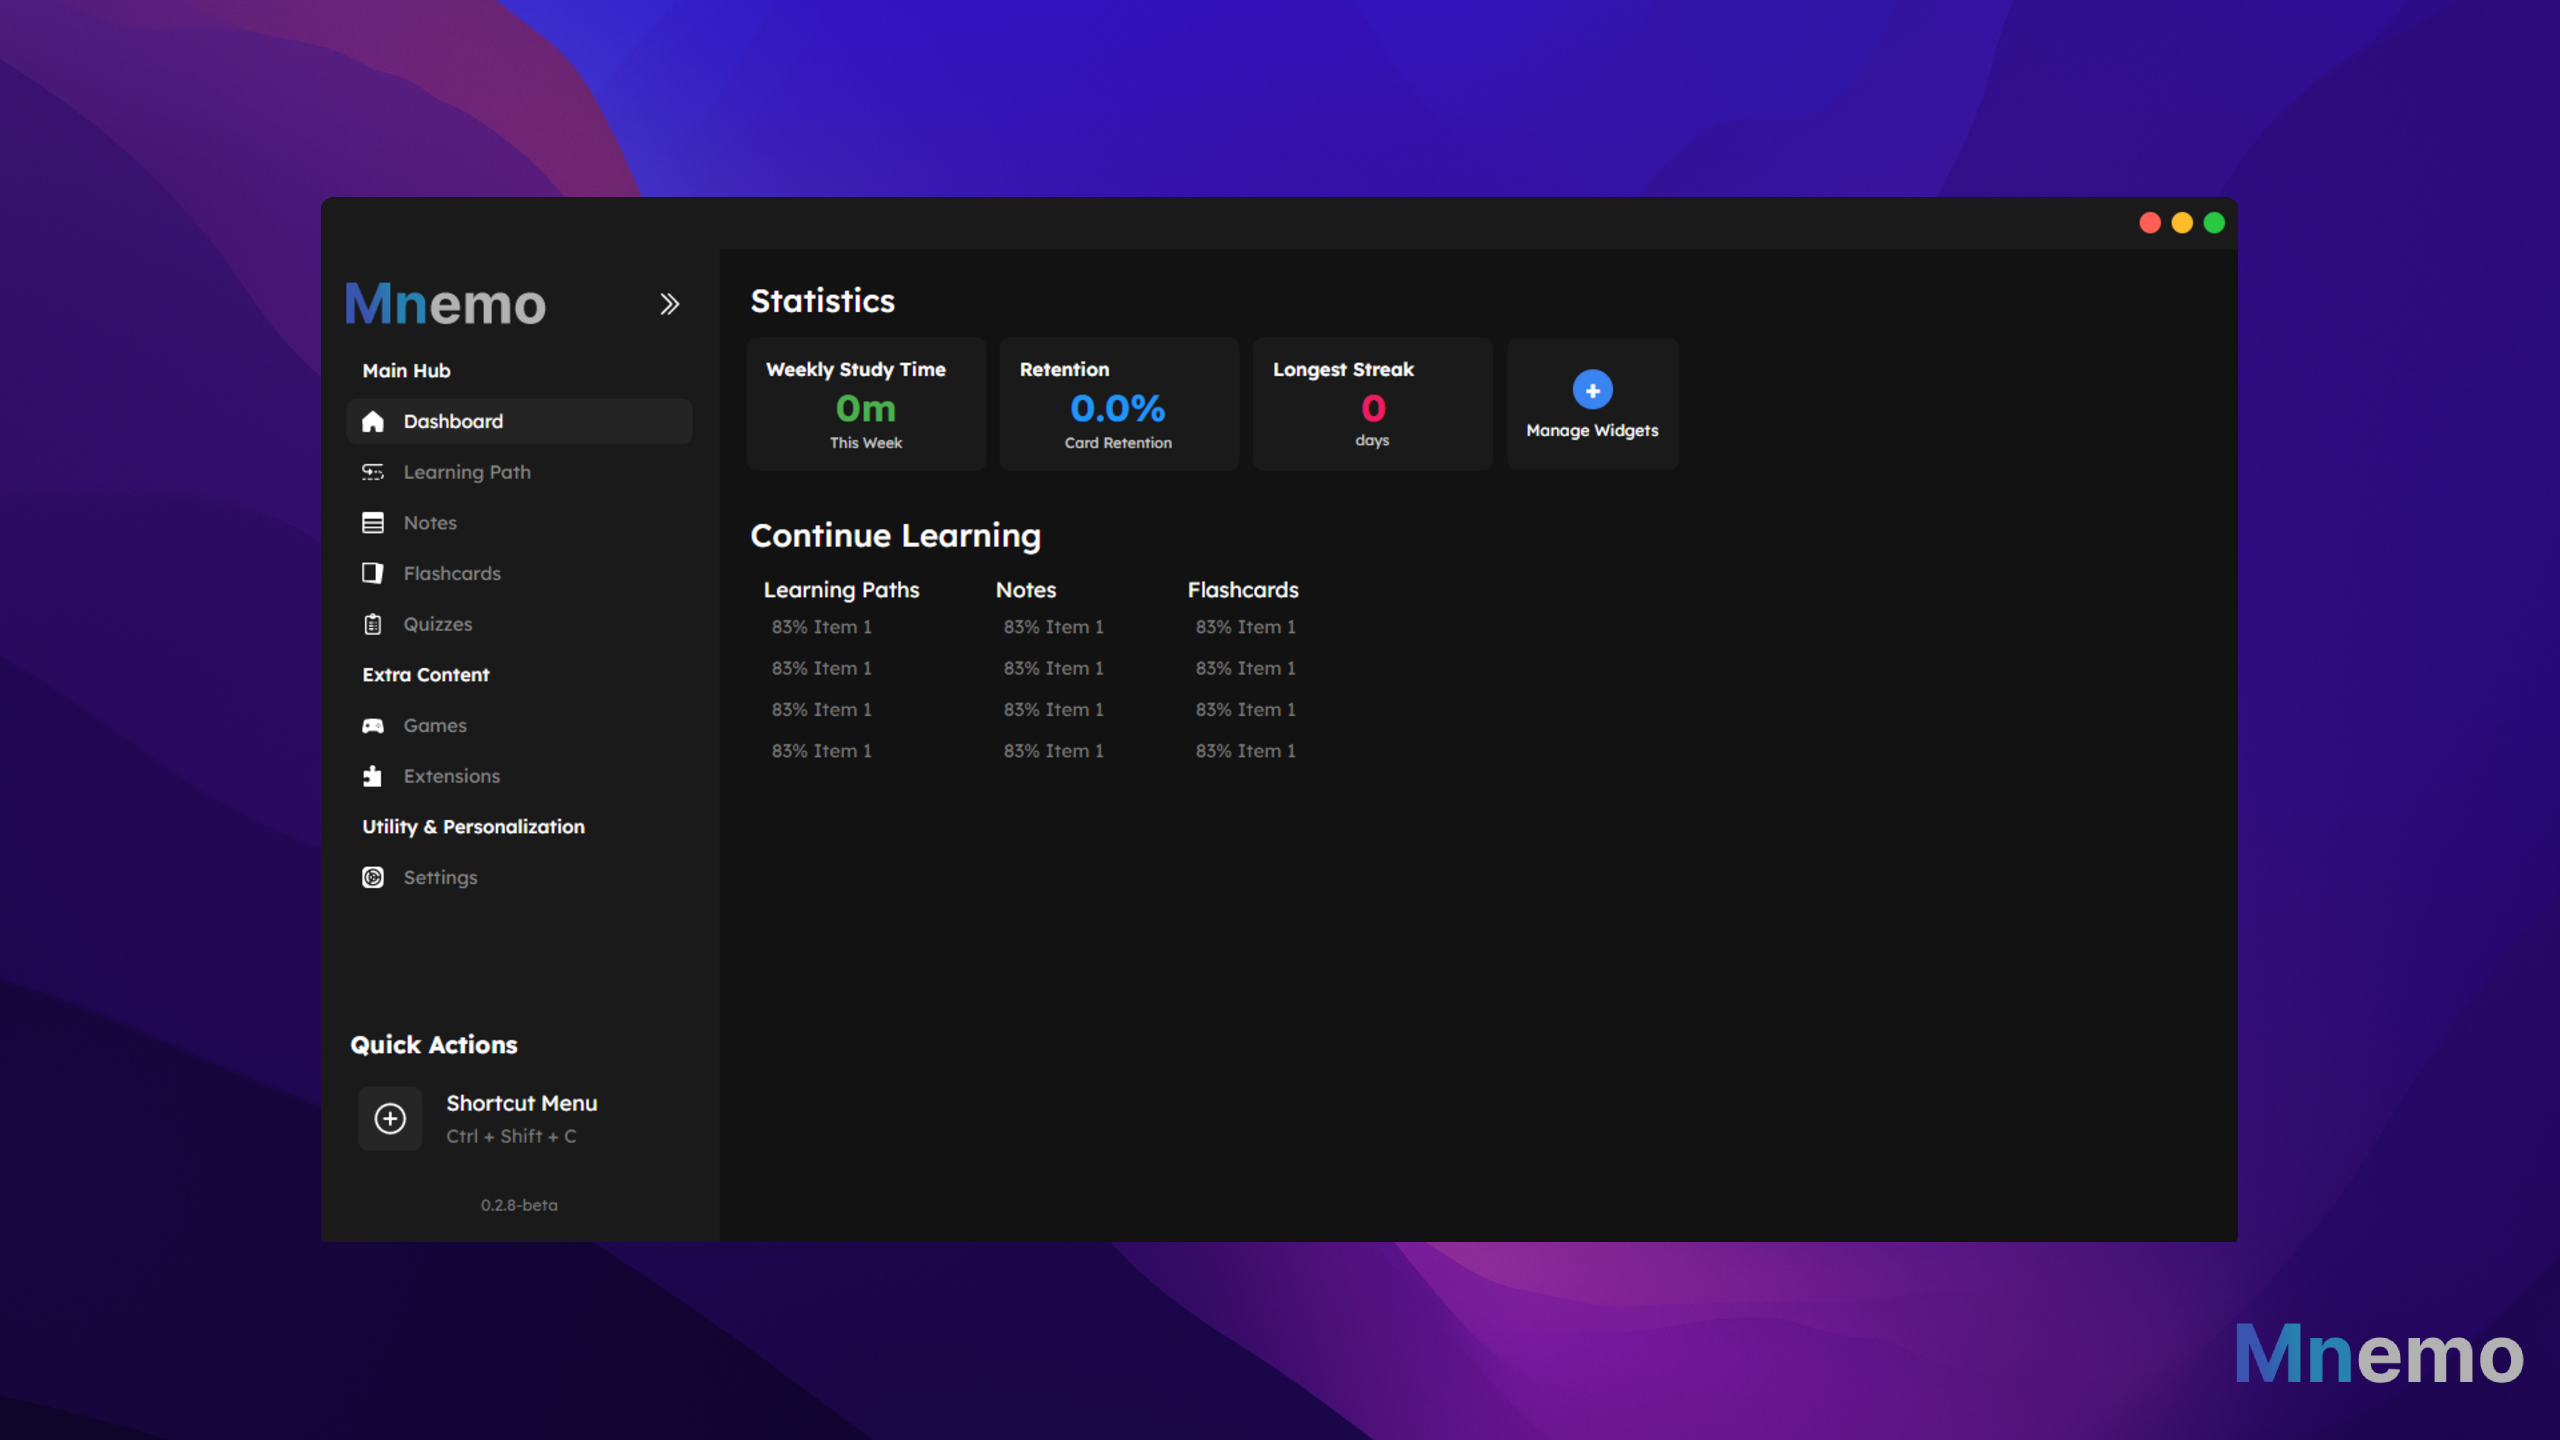 Mnemo
Main Hub
Dashboard
Learning Path
Notes
Flashcards
Quizzes
Extra Content
Games
Extensions
Utility & Personalization
Settings
Quick Actions
Shortcut Menu
Ctrl + Shift + C
0.2.8-beta
Statistics
Weekly Study Time
0m
This Week
Retention
0.0%
Card Retention
Longest Streak
0
days
Manage Widgets
Continue Learning
Learning Paths
83% Item 1
83% Item 1
83% Item 1
83% Item 1
Notes
83% Item 1
83% Item 1
83% Item 1
83% Item 1
Flashcards
83% Item 1
83% Item 1
83% Item 1
83% Item 1
Mnemo